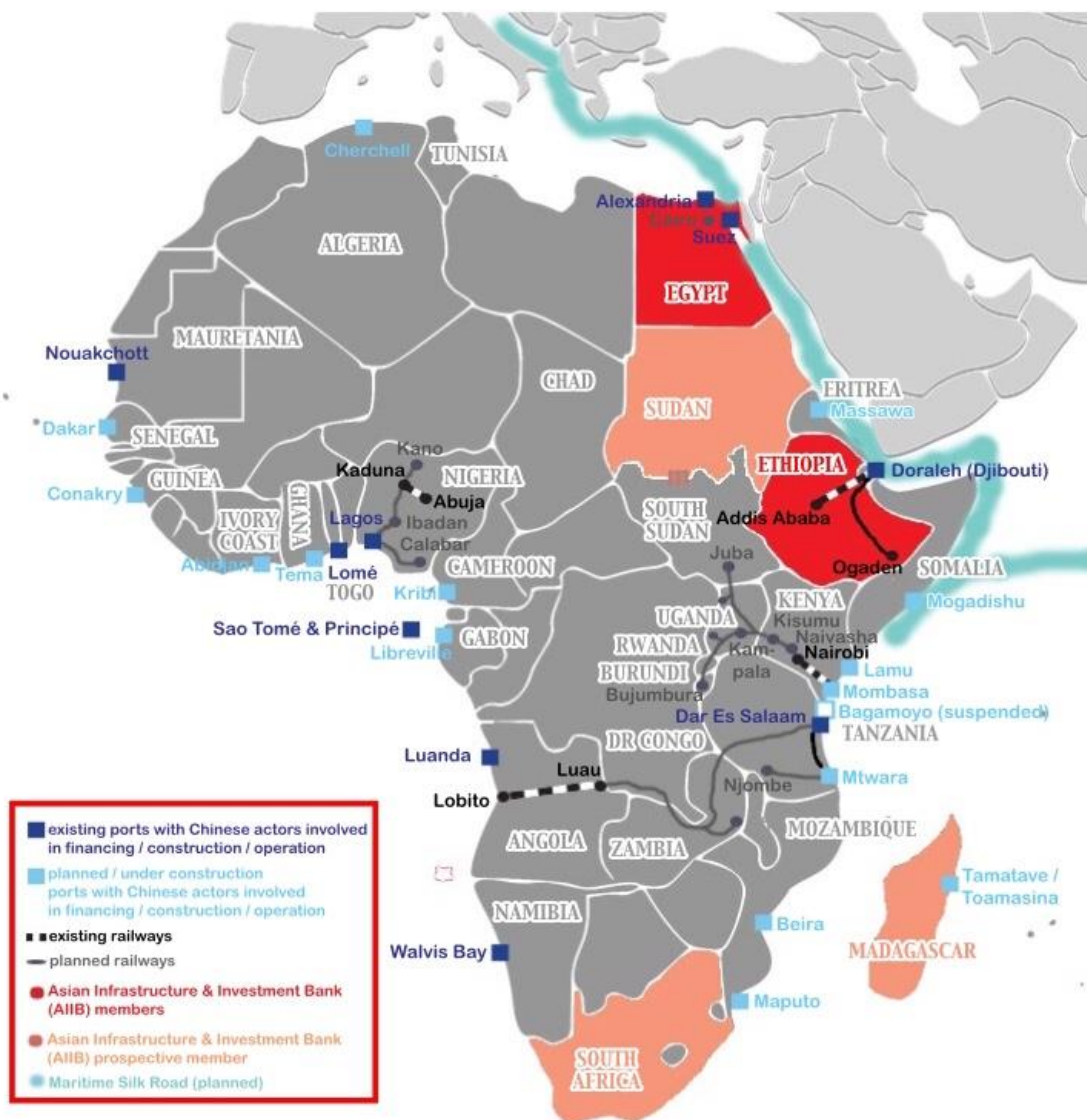 Cherchell
TUNISIA
Alexandria
Cairo
Suez
ALGERIA
EGYPT
MAURETANIA
Nouakchott
CHAD
ERITREA
Massawa
SUDAN
Dakar
SENEGAL
Kano
ETHIOPIA
Kaduna
NIGERIA
Doraleh (Djibouti)
GUINEA
Conakry
Abuja
GHANA
SOUTH
SUDAN
Addis Ababa
Lagos
IVORY
COAST
Ibadan
Calabar
Juba
Ogaden
SOMALIA
Abidjan
Tema
Lomé
TOGO
CAMEROON
Kribi
KENYA
Mogadishu
UGANDA
Kisumu
Sao Tomé & Principé
GABON
RWANDA
Naivasha
Libreville
Kam-
pala
Nairobi
BURUNDI
Lamu
Bujumbura
Mombasa
Dar Es Salaam
Bagamoyo (suspended)
TANZANIA
DR CONGO
Luanda
Luau
Njombe
Mtwara
Lobito
MOZAMBIQUE
ANGOLA
ZAMBIA
Tamatave /
Toamasina
NAMIBIA
Beira
MADAGASCAR
Walvis Bay
Maputo
SOUTH
AFRICA
existing ports with Chinese actors involved
in financing / construction / operation
planned / under construction
ports with Chinese actors involved
in financing / construction / operation
existing railways
planned railways
Asian Infrastructure & Investment Bank
(AIIB) members
Asian Infrastructure & Investment Bank
(AIIB) prospective member
Maritime Silk Road (planned)